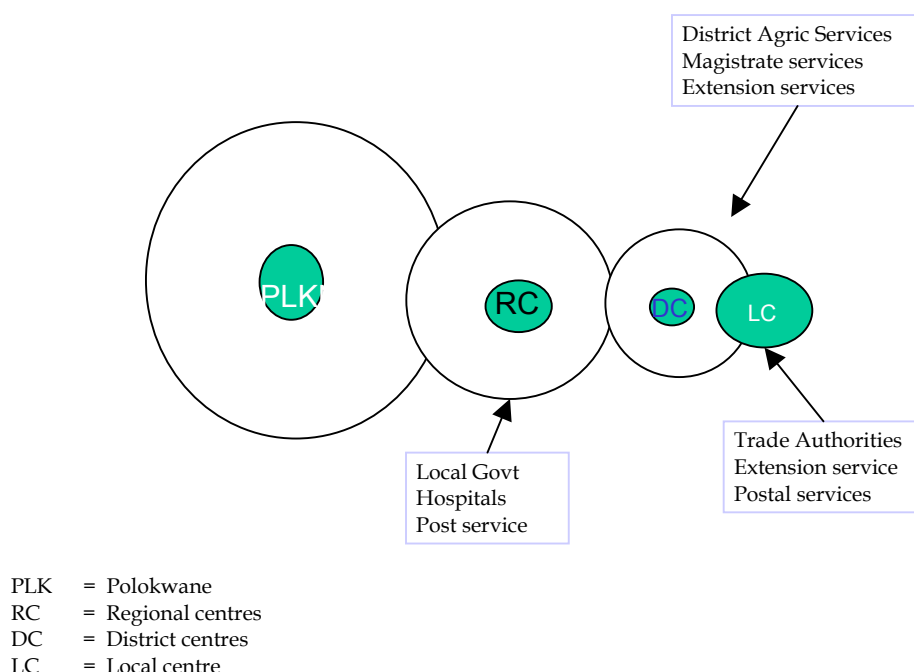 District Agric Services
Magistrate services
Extension services
PLK
RC
DC
LC
Trade Authorities
Extension service
Postal services
Local Govt
Hospitals
Post service
PLK = Polokwane
RC = Regional centres
DC = District centres
LC = Local centre